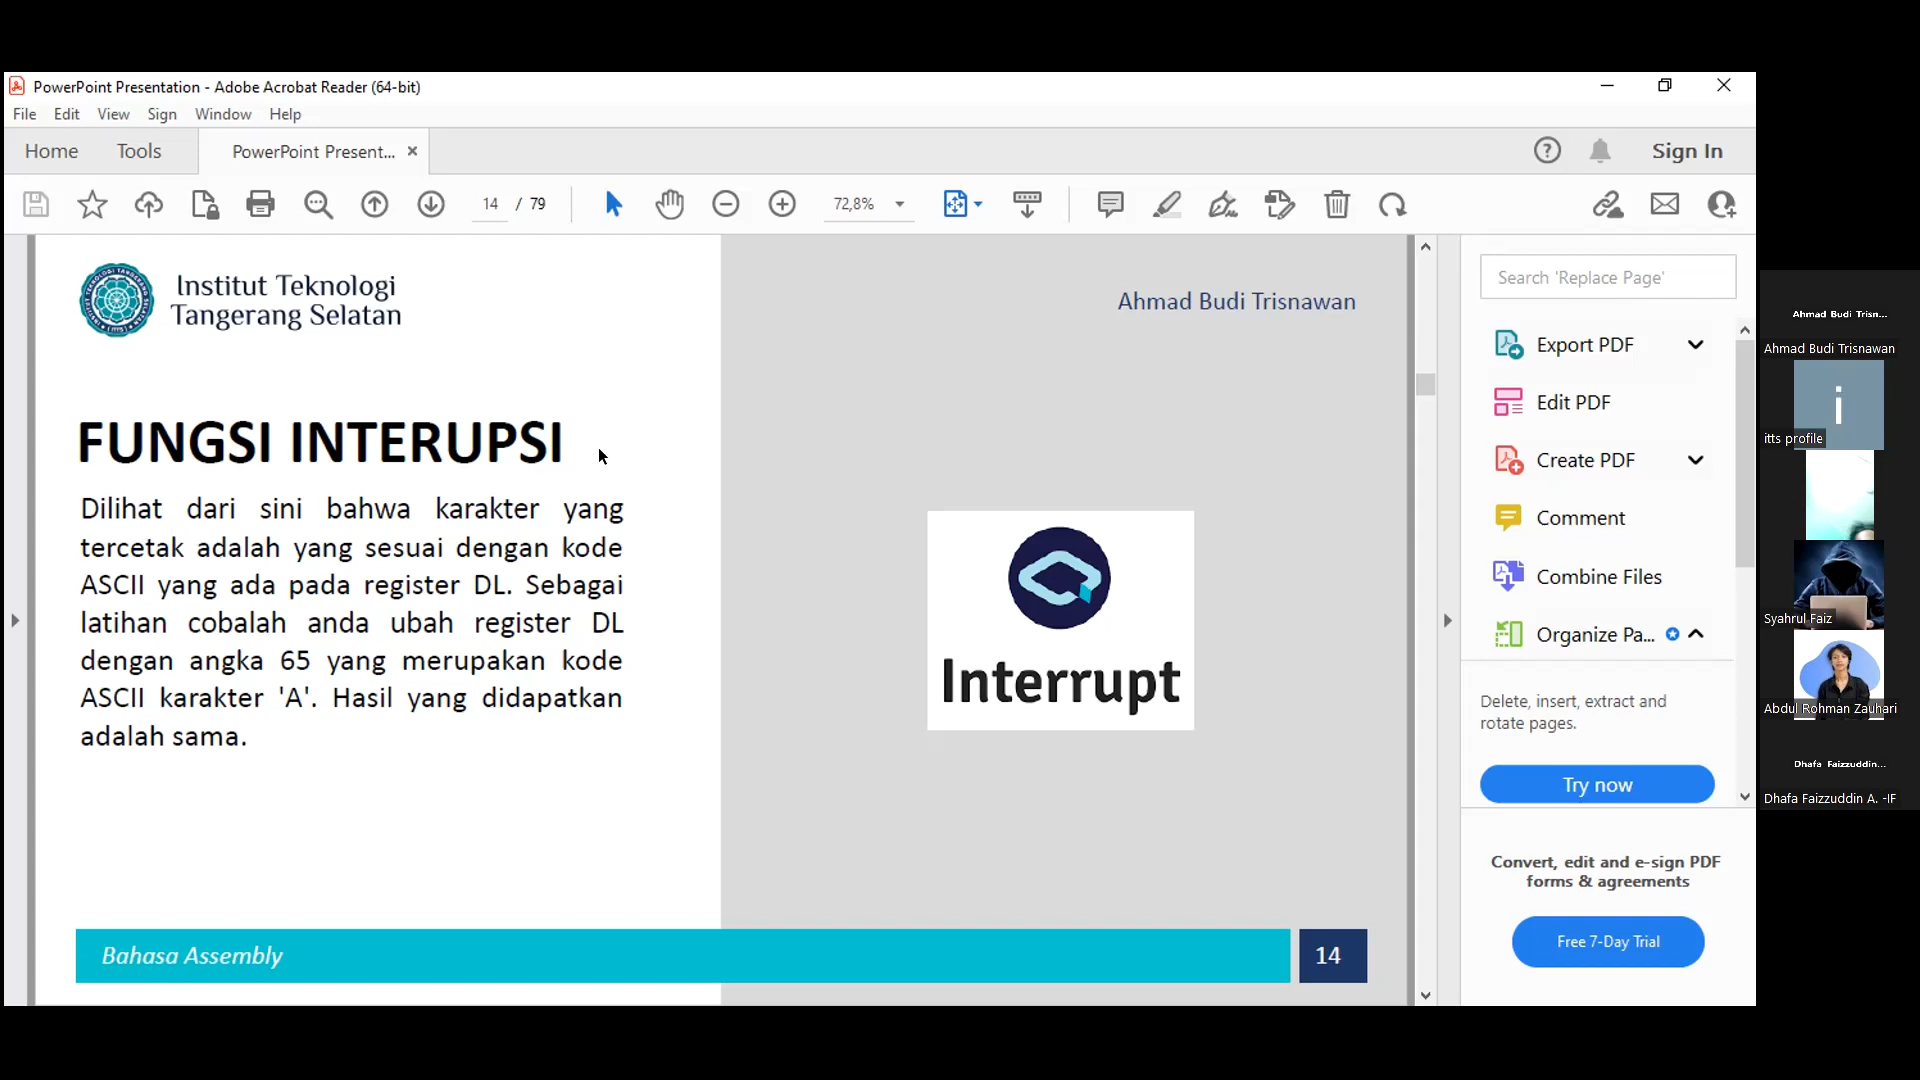 PowerPoint Presentation - Adobe Acrobat Reader (64-bit)
File Edit View Sign Window Help
Home Tools PowerPoint Present... Sign In
14 / 79 72,8%
Institut Teknologi
Tangerang Selatan
Ahmad Budi Trisnawan
FUNGSI INTERUPSI
Dilihat dari sini bahwa karakter yang
tercetak adalah yang sesuai dengan kode
ASCII yang ada pada register DL. Sebagai
latihan cobalah anda ubah register DL
dengan angka 65 yang merupakan kode
ASCII karakter 'A'. Hasil yang didapatkan
adalah sama.
Interrupt
Bahasa Assembly
14
Search 'Replace Page'
Export PDF
Edit PDF
Create PDF
Comment
Combine Files
Organize Pa...
Delete, insert, extract and
rotate pages.
Try now
Convert, edit and e-sign PDF
forms & agreements
Free 7-Day Trial
Ahmad Budi Trisn...
Ahmad Budi Trisnawan
i
itts profile
Syahrul Faiz
Abdul Rohman Zauhari
Dhafa Faizzuddin...
Dhafa Faizzuddin A. -IF